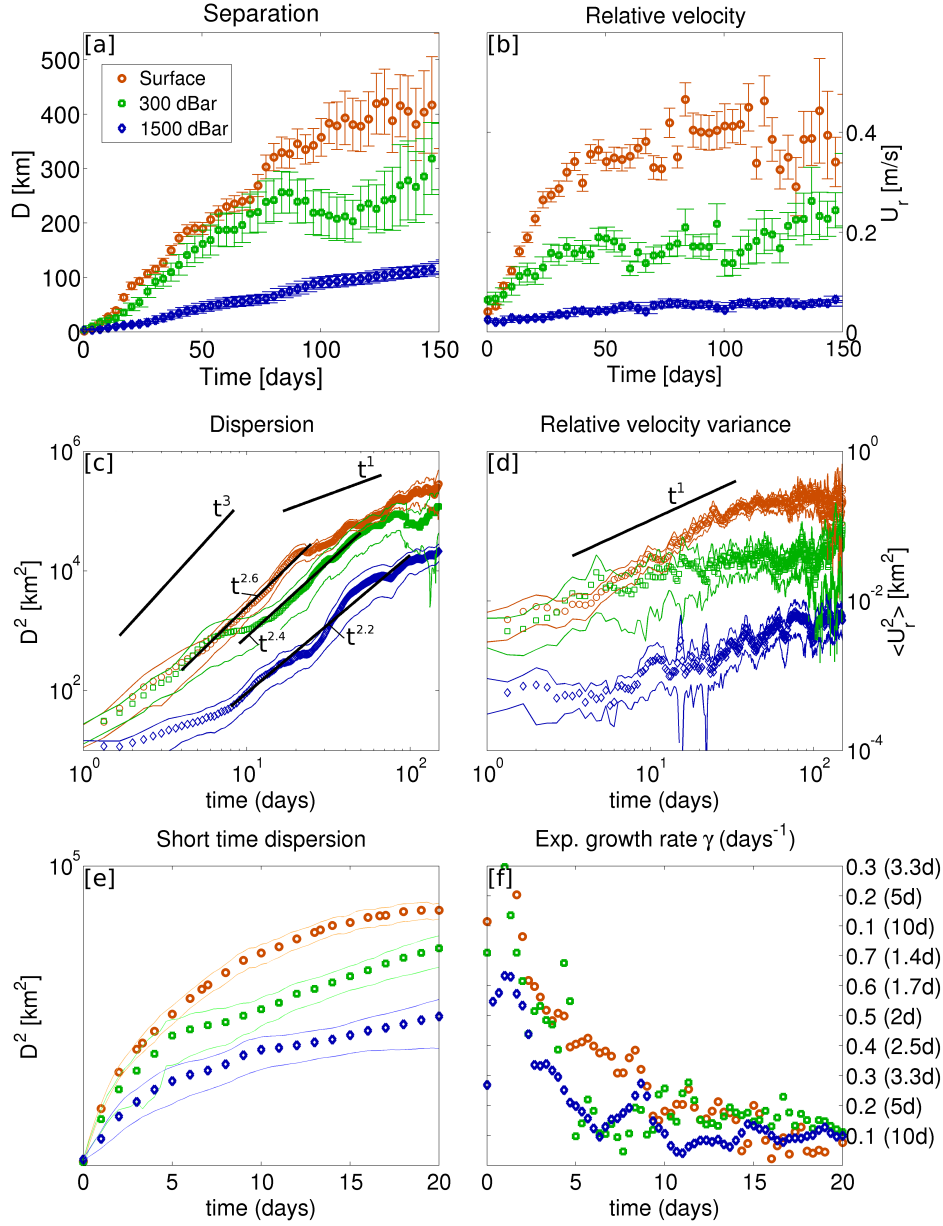 Separation
[a]
500
400
300
200
100
0
D [km]
Surface
300 dBar
1500 dBar
0
50
100
150
Time [days]
Relative velocity
[b]
0.4
0.2
0
U_r [m/s]
0
50
100
150
Time [days]
Dispersion
[c]
10^6
10^4
10^2
D^2 [km^2]
t^3
t^1
t^2.6
t^2.4
t^2.2
10^0
10^1
10^2
time (days)
Relative velocity variance
[d]
t^1
10^0
10^-2
10^-4
<U_r^2> [km^2]
10^0
10^1
10^2
time (days)
Short time dispersion
[e]
10^5
D^2 [km^2]
0
5
10
15
20
time (days)
Exp. growth rate γ (days^-1)
[f]
0.3 (3.3d)
0.2 (5d)
0.1 (10d)
0.7 (1.4d)
0.6 (1.7d)
0.5 (2d)
0.4 (2.5d)
0.3 (3.3d)
0.2 (5d)
0.1 (10d)
0
5
10
15
20
time (days)